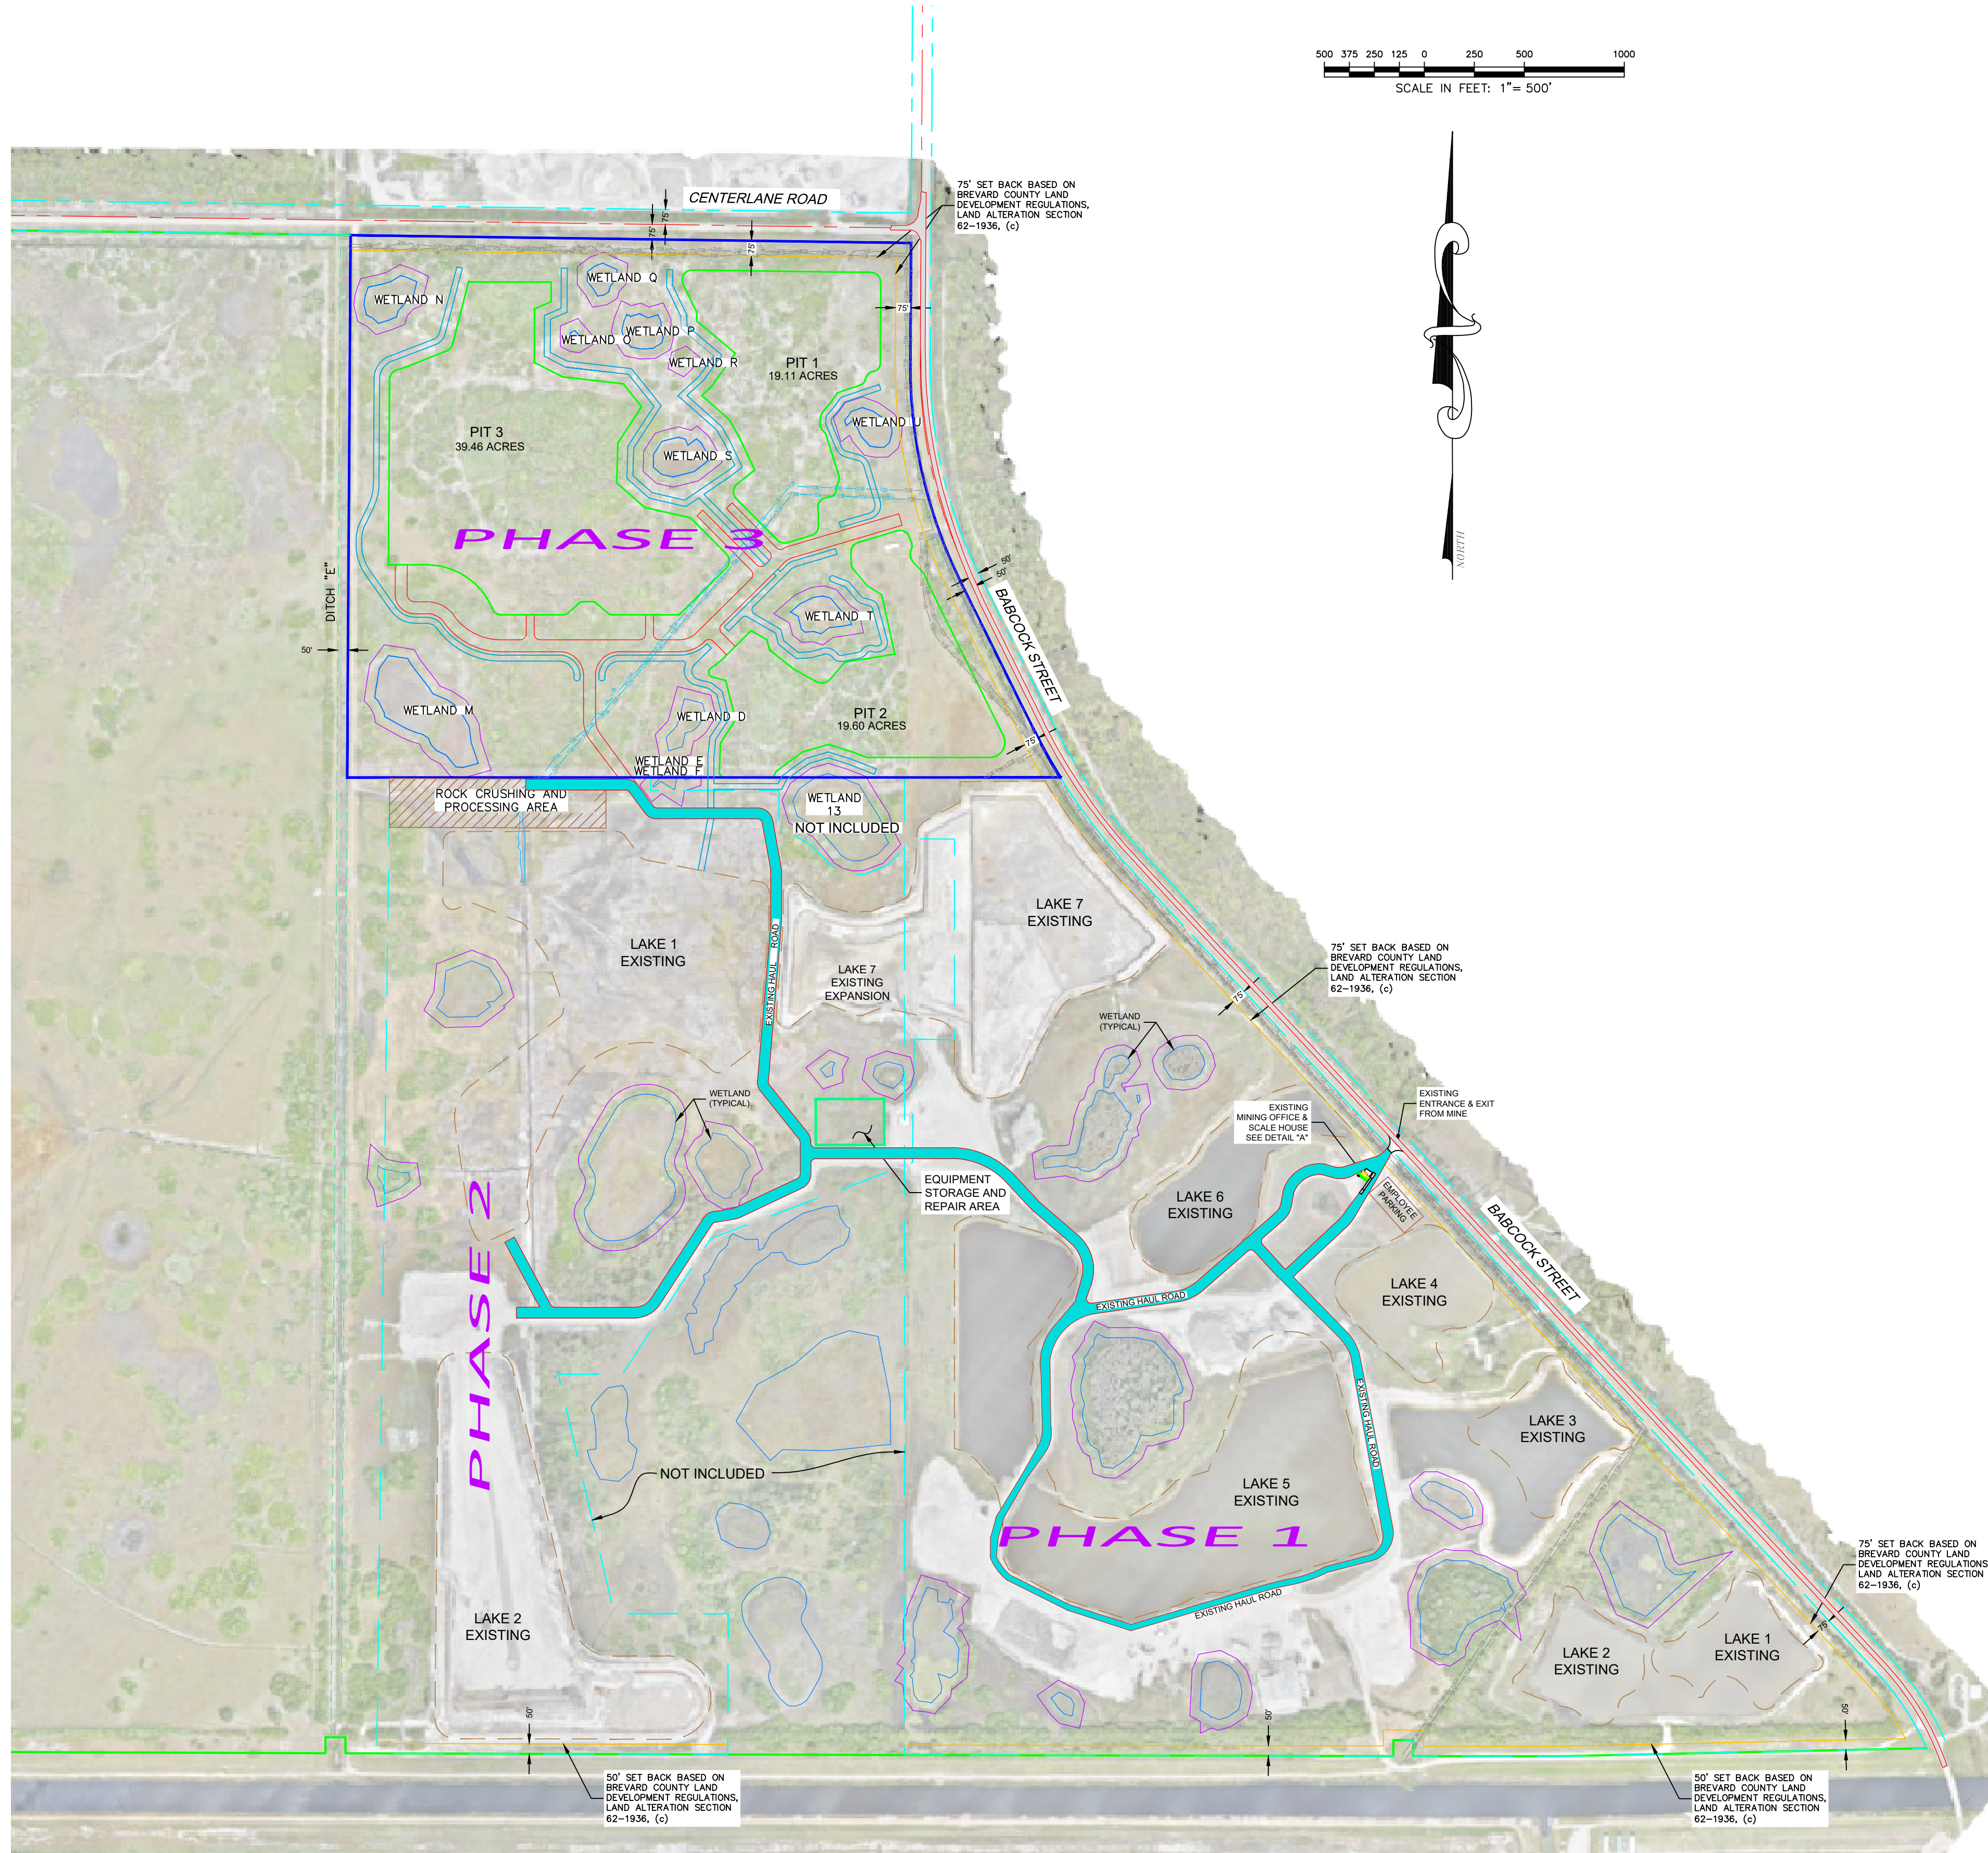 500 375 250 125 0 250 500 1000
SCALE IN FEET: 1"= 500'
NORTH
CENTERLANE ROAD
75'
75'
75'
75' SET BACK BASED ON
BREVARD COUNTY LAND
DEVELOPMENT REGULATIONS,
LAND ALTERATION SECTION
62-1936, (c)
75'
WETLAND N
WETLAND Q
WETLAND P
WETLAND O
WETLAND R
PIT 1
19.11 ACRES
WETLAND U
PIT 3
39.46 ACRES
WETLAND S
PHASE 3
DITCH "E"
50'
50'
50'
BABCOCK STREET
WETLAND T
WETLAND M
WETLAND D
PIT 2
19.60 ACRES
75'
WETLAND E
WETLAND F
ROCK CRUSHING AND
PROCESSING AREA
WETLAND
13
NOT INCLUDED
LAKE 7
EXISTING
LAKE 1
EXISTING
EXISTING HAUL ROAD
LAKE 7
EXISTING
EXPANSION
75' SET BACK BASED ON
BREVARD COUNTY LAND
DEVELOPMENT REGULATIONS,
LAND ALTERATION SECTION
62-1936, (c)
75'
WETLAND
(TYPICAL)
WETLAND
(TYPICAL)
EXISTING
MINING OFFICE &
SCALE HOUSE
SEE DETAIL "A"
EXISTING
ENTRANCE & EXIT
FROM MINE
EMPLOYEE
PARKING
EQUIPMENT
STORAGE AND
REPAIR AREA
LAKE 6
EXISTING
BABCOCK STREET
PHASE 2
LAKE 4
EXISTING
EXISTING HAUL ROAD
EXISTING HAUL ROAD
LAKE 3
EXISTING
NOT INCLUDED
LAKE 5
EXISTING
PHASE 1
75' SET BACK BASED ON
BREVARD COUNTY LAND
DEVELOPMENT REGULATIONS
LAND ALTERATION SECTION
62-1936, (c)
75'
EXISTING HAUL ROAD
LAKE 2
EXISTING
LAKE 2
EXISTING
LAKE 1
EXISTING
50'
50'
50'
50' SET BACK BASED ON
BREVARD COUNTY LAND
DEVELOPMENT REGULATIONS,
LAND ALTERATION SECTION
62-1936, (c)
50' SET BACK BASED ON
BREVARD COUNTY LAND
DEVELOPMENT REGULATIONS,
LAND ALTERATION SECTION
62-1936, (c)